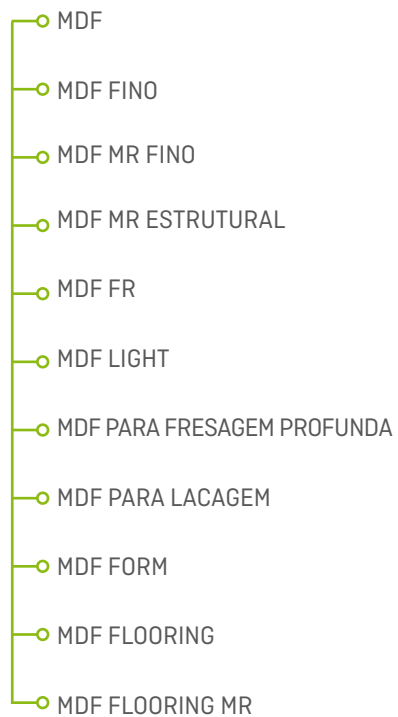 MDF
MDF FINO
MDF MR FINO
MDF MR ESTRUTURAL
MDF FR
MDF LIGHT
MDF PARA FRESAGEM PROFUNDA
MDF PARA LACAGEM
MDF FORM
MDF FLOORING
MDF FLOORING MR